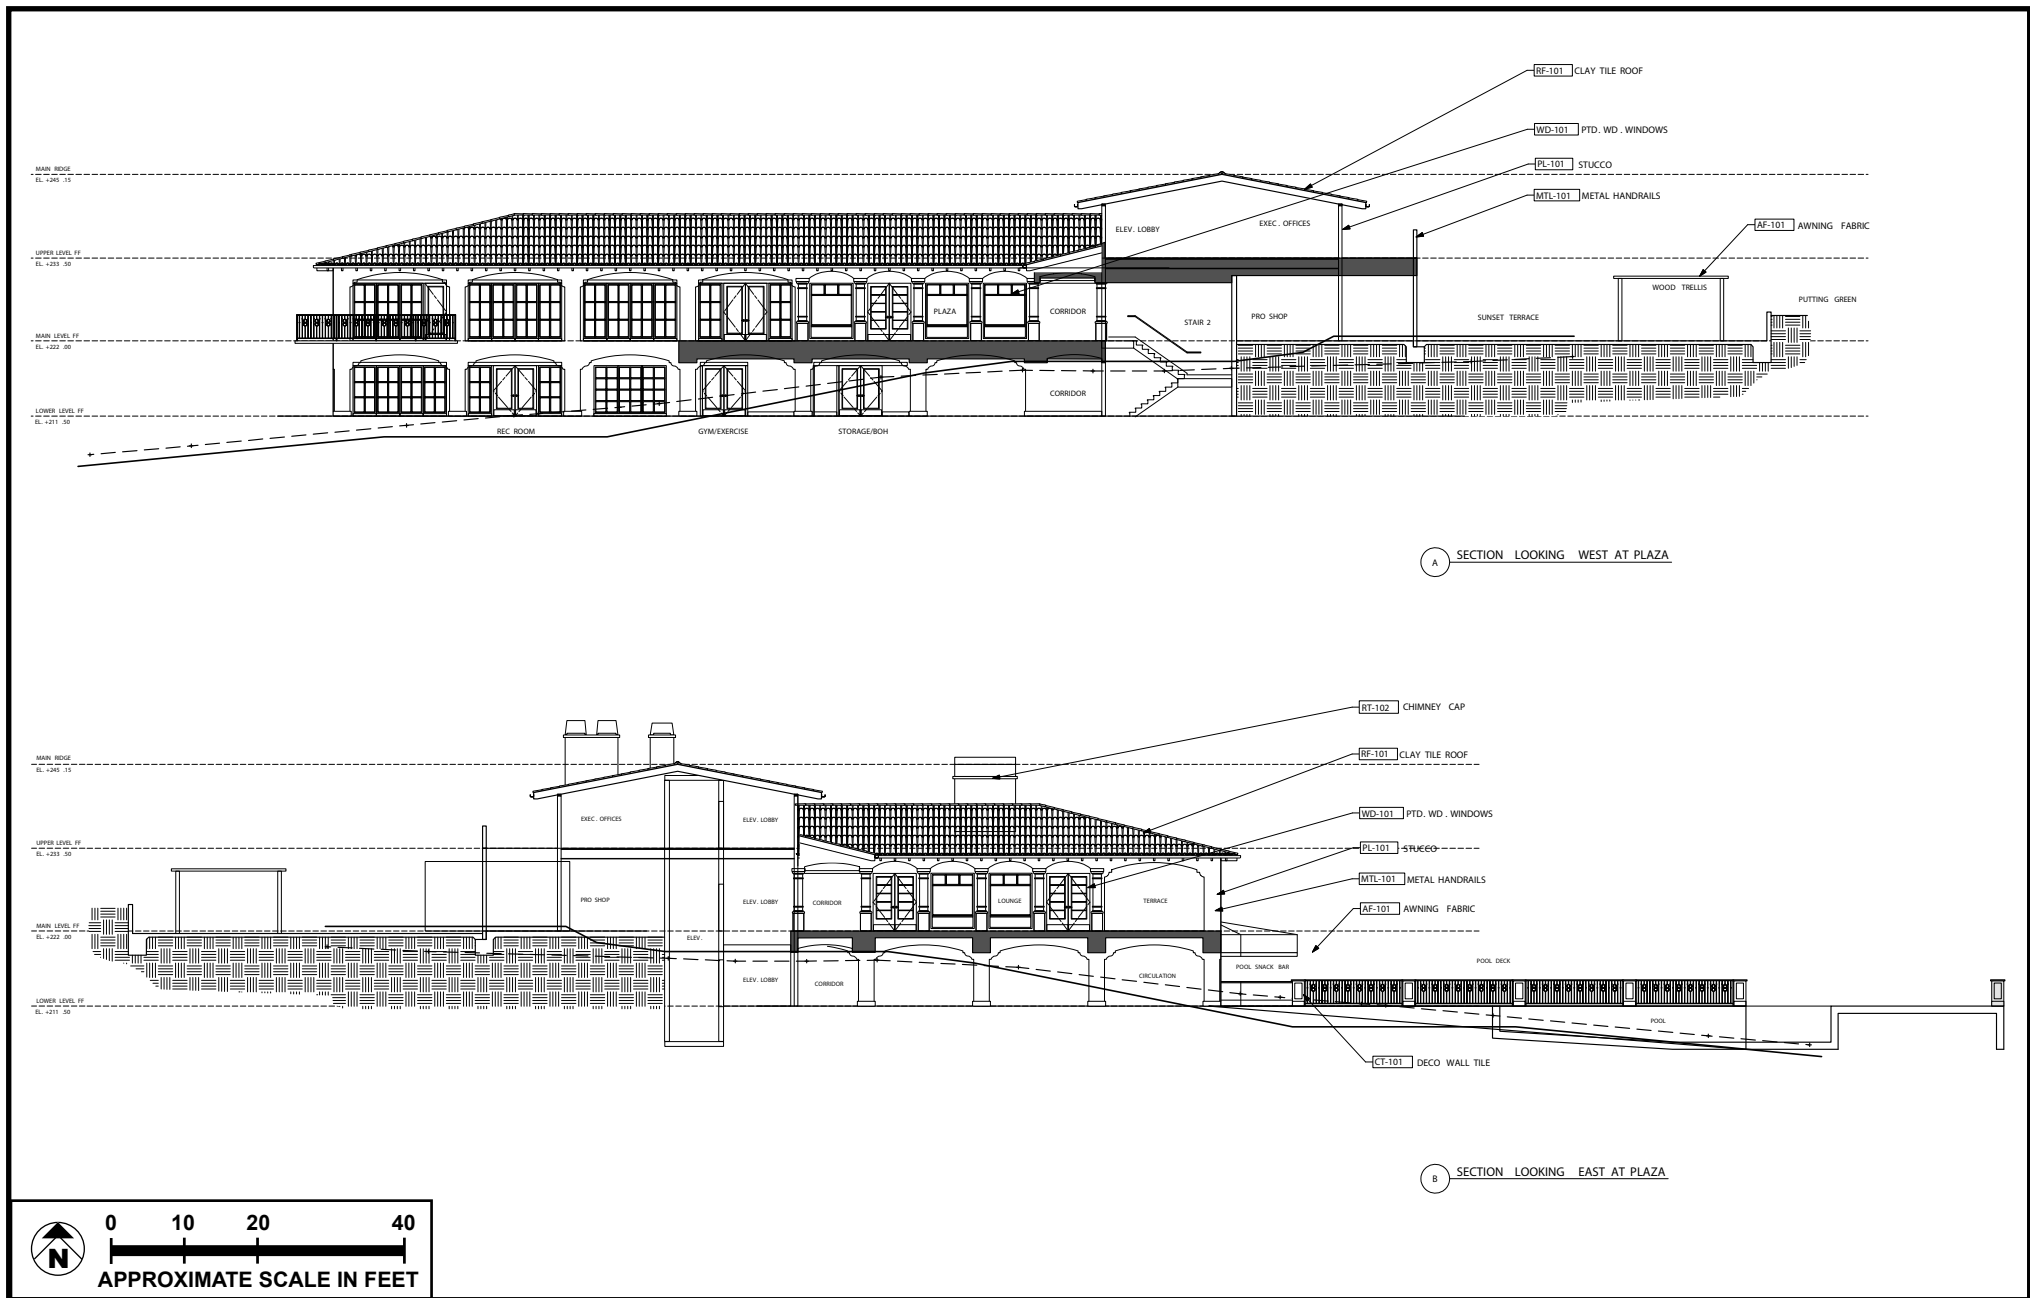 RF-101 CLAY TILE ROOF
WD-101 PTD. WD . WINDOWS
PL-101 STUCCO
MTL-101 METAL HANDRAILS
AF-101 AWNING FABRIC
MAIN RIDGE
EL. +245 .15
ELEV. LOBBY
EXEC . OFFICES
UPPER LEVEL FF
EL. +233 .50
WOOD TRELLIS
PUTTING GREEN
PLAZA
CORRIDOR
STAIR 2
PRO SHOP
SUNSET TERRACE
MAIN LEVEL FF
EL. +222 .00
CORRIDOR
LOWER LEVEL FF
EL. +211 .50
REC ROOM
GYM/EXERCISE
STORAGE/BOH
A SECTION LOOKING WEST AT PLAZA
RT-102 CHIMNEY CAP
RF-101 CLAY TILE ROOF
MAIN RIDGE
EL. +245 .15
WD-101 PTD. WD . WINDOWS
EXEC . OFFICES
ELEV. LOBBY
UPPER LEVEL FF
EL. +233 .50
PL-101 STUCCO
MTL-101 METAL HANDRAILS
PRO SHOP
ELEV. LOBBY
CORRIDOR
LOUNGE
TERRACE
AF-101 AWNING FABRIC
MAIN LEVEL FF
EL. +222 .00
ELEV.
POOL SNACK BAR
POOL DECK
ELEV. LOBBY
CORRIDOR
CIRCULATION
LOWER LEVEL FF
EL. +211 .50
POOL
CT-101 DECO WALL TILE
B SECTION LOOKING EAST AT PLAZA
0 10 20 40
N
APPROXIMATE SCALE IN FEET